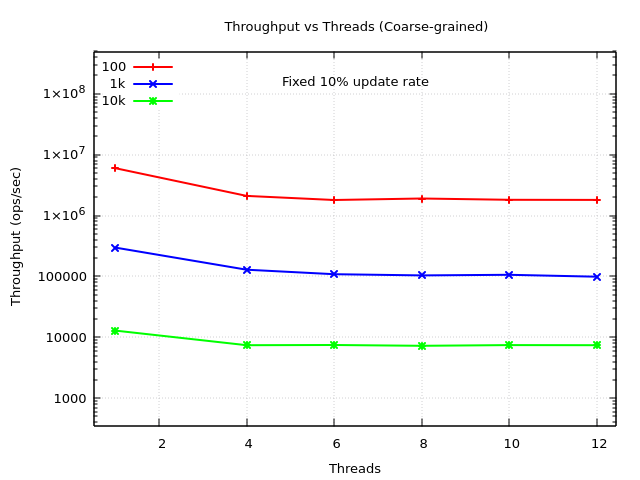 Throughput vs Threads (Coarse-grained)
100
1k
10k
Fixed 10% update rate
Throughput (ops/sec)
1×10⁸
1×10⁷
1×10⁶
100000
10000
1000
2 4 6 8 10 12
Threads